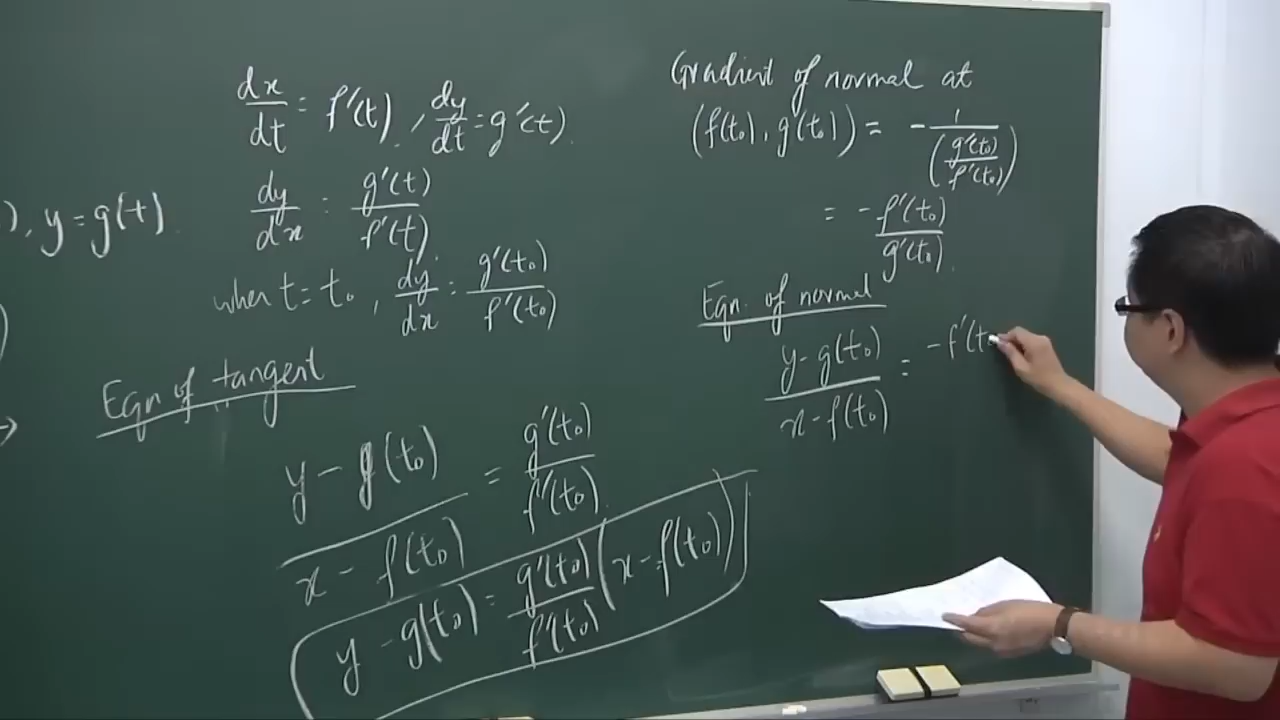 ), y = g(t).
)
→
dx/dt = f'(t), dy/dt = g'(t).
dy/dx = g'(t)/f'(t).
when t = t₀, dy/dx = g'(t₀)/f'(t₀)
Eqn of tangent
(y - g(t₀))/(x - f(t₀)) = g'(t₀)/f'(t₀).
y - g(t₀) = g'(t₀)/f'(t₀) (x - f(t₀))
Gradient of normal at
(f(t₀), g'(t₀)) = - 1/(g'(t₀)/f'(t₀))
= - f'(t₀)/g'(t₀).
Eqn. of normal
(y - g(t₀))/(x - f(t₀)) = -f'(t₀